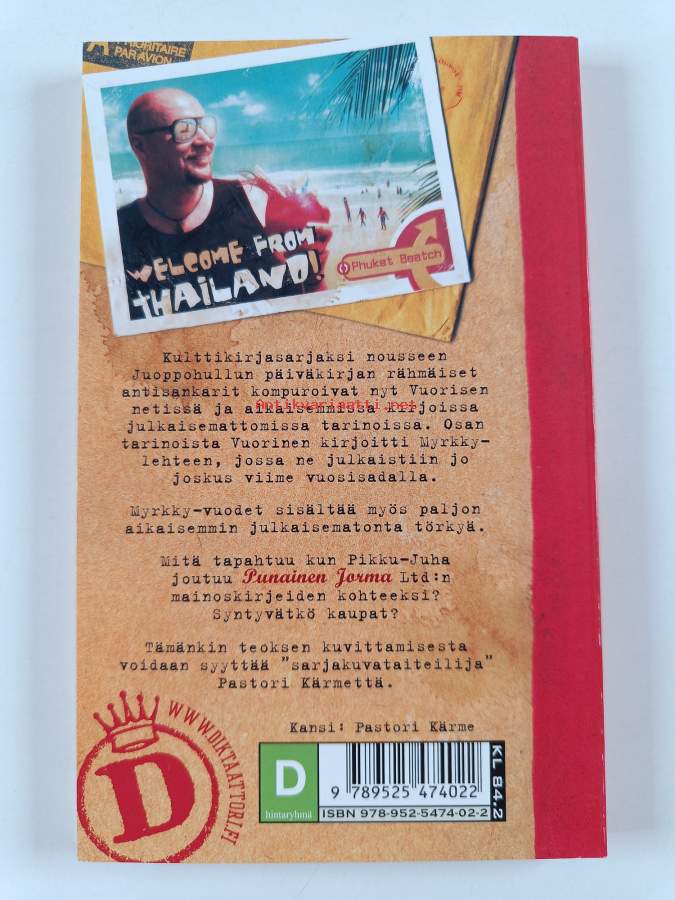 PRIORITAIRE
PAR AVION
WELCOME FROM
THAILAND!
Phuket Beatch
Kulttikirjasarjaksi nousseen
Juoppohullun päiväkirjan rähmäiset
antisankarit kompuroivat nyt Vuorisen
netissä ja aikaisemmissa kirjoissa
Antikvariaatti.net
julkaisemattomissa tarinoissa. Osan
tarinoista Vuorinen kirjoitti Myrkky-
lehteen, jossa ne julkaistiin jo
joskus viime vuosisadalla.
Myrkky-vuodet sisältää myös paljon
aikaisemmin julkaisematonta törkyä.
Mitä tapahtuu kun Pikku-Juha
joutuu Punainen Jorma Ltd:n
mainoskirjeiden kohteeksi?
Syntyvätkö kaupat?
Tämänkin teoksen kuvittamisesta
voidaan syyttää "sarjakuvataiteilija"
Pastori Kärmettä.
Kansi: Pastori Kärme
WWW.DIKTAATTORI.FI
D
D
hintaryhmä
9 789525 474022
ISBN 978-952-5474-02-2
KL 84.2